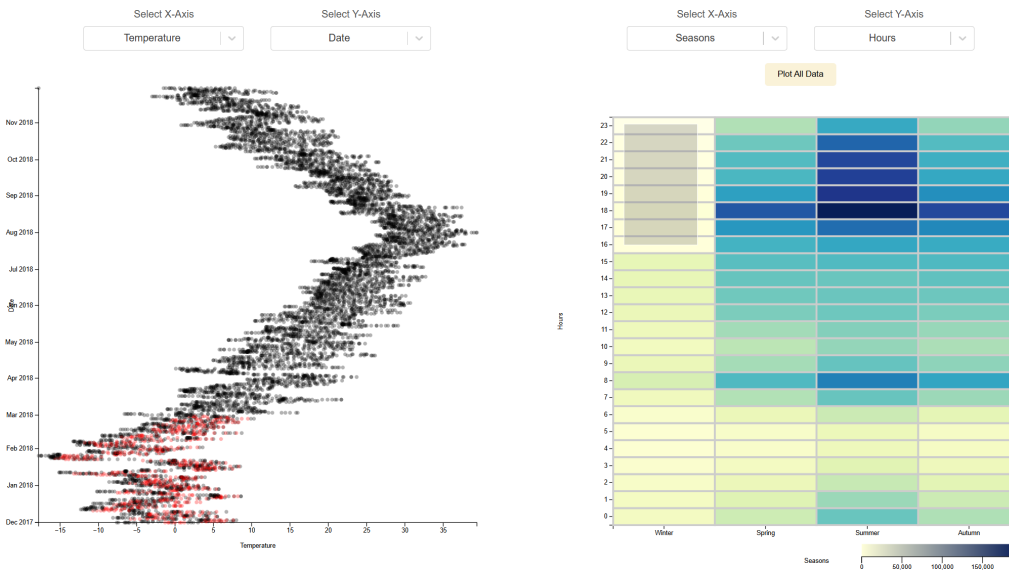 Select X-Axis
Select Y-Axis
Temperature
Date
Nov 2018
Oct 2018
Sep 2018
Aug 2018
Jul 2018
Jun 2018
May 2018
Apr 2018
Mar 2018
Feb 2018
Jan 2018
Dec 2017
Date
−15
−10
−5
0
5
10
15
20
25
30
35
Temperature
Select X-Axis
Select Y-Axis
Seasons
Hours
Plot All Data
23
22
21
20
19
18
17
16
15
14
13
12
11
10
9
8
7
6
5
4
3
2
1
0
Hours
Winter
Spring
Summer
Autumn
Seasons
0
50,000
100,000
150,000